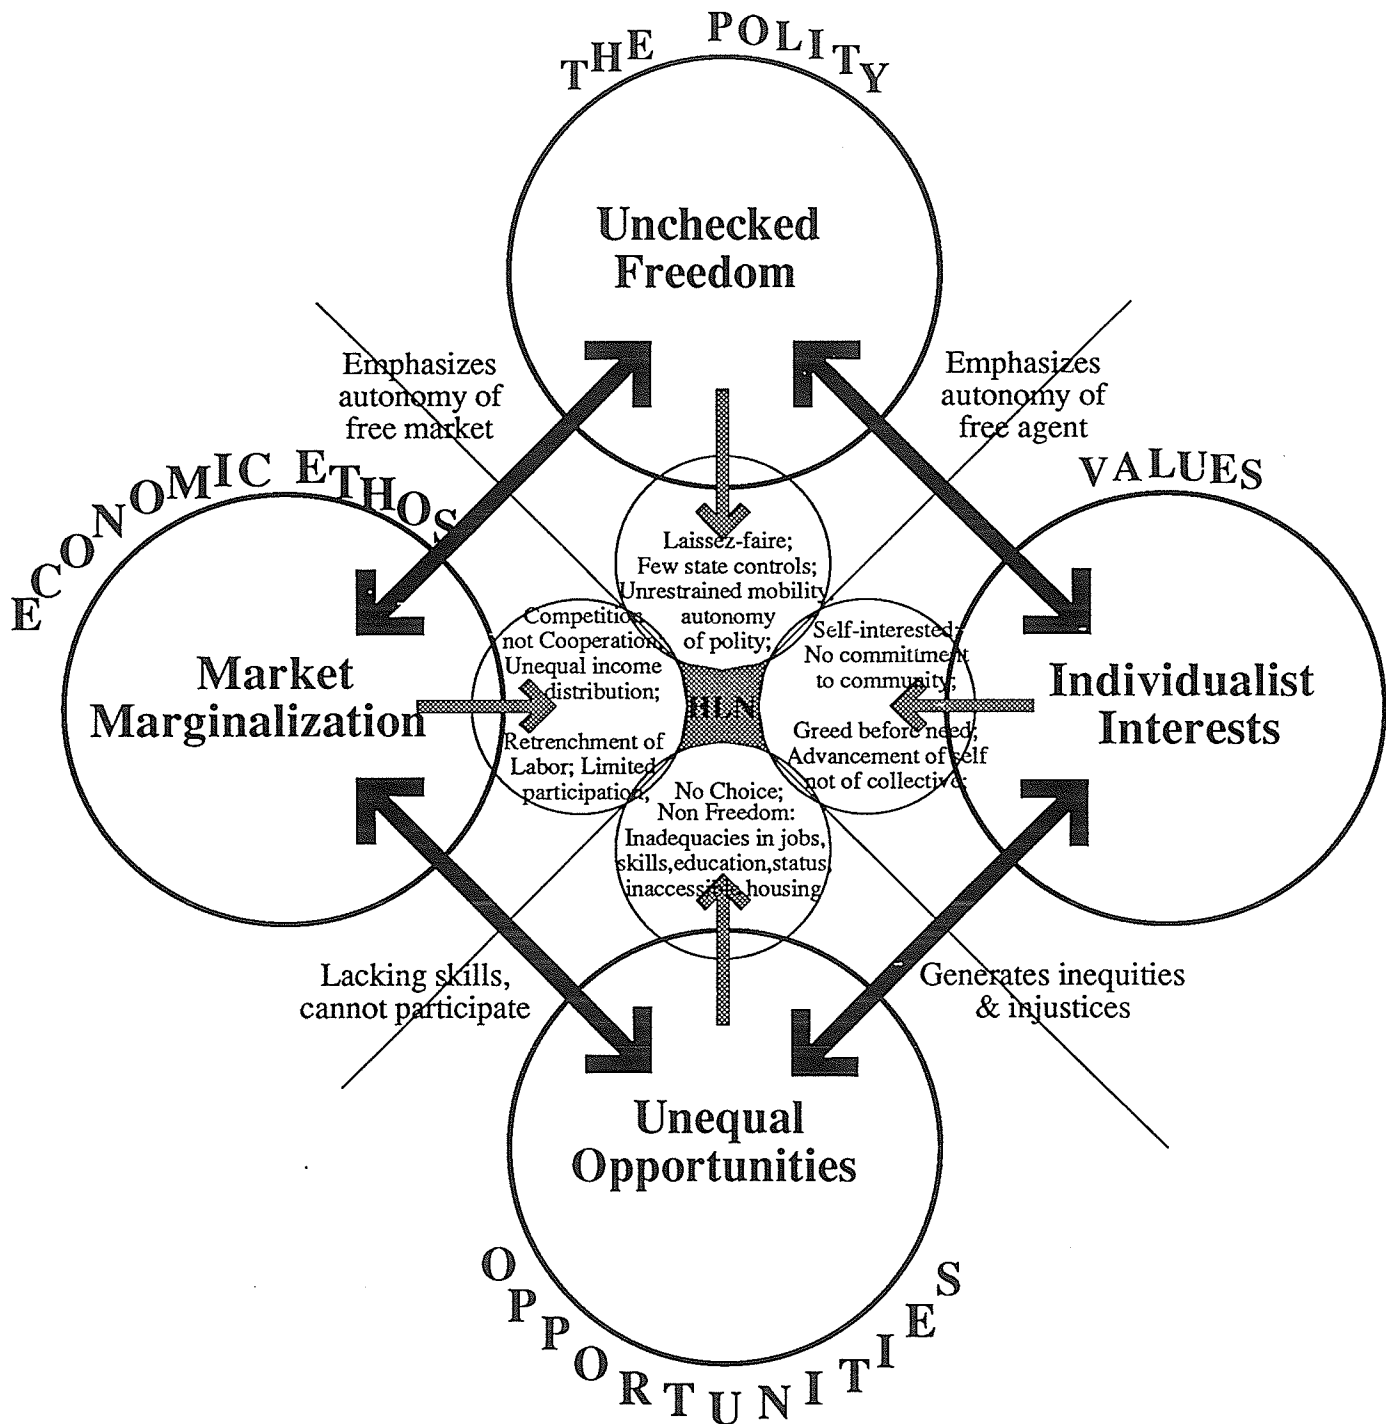 THE POLITY
Unchecked
Freedom
Emphasizes
autonomy of
free market
Emphasizes
autonomy of
free agent
ECONOMIC ETHOS
VALUES
Laissez-faire;
Few state controls;
Unrestrained mobility,
autonomy
of polity;
Competition
not Cooperation;
Unequal income
distribution;
Retrenchment of
Labor; Limited
participation;
Self-interested;
No commitment
to community;
Greed before need;
Advancement of self
not of collective;
Market
Marginalization
HLN
Individualist
Interests
No Choice;
Non Freedom:
Inadequacies in jobs,
skills,education,status,
inaccessible housing
Lacking skills,
cannot participate
Generates inequities
& injustices
Unequal
Opportunities
OPPORTUNITIES